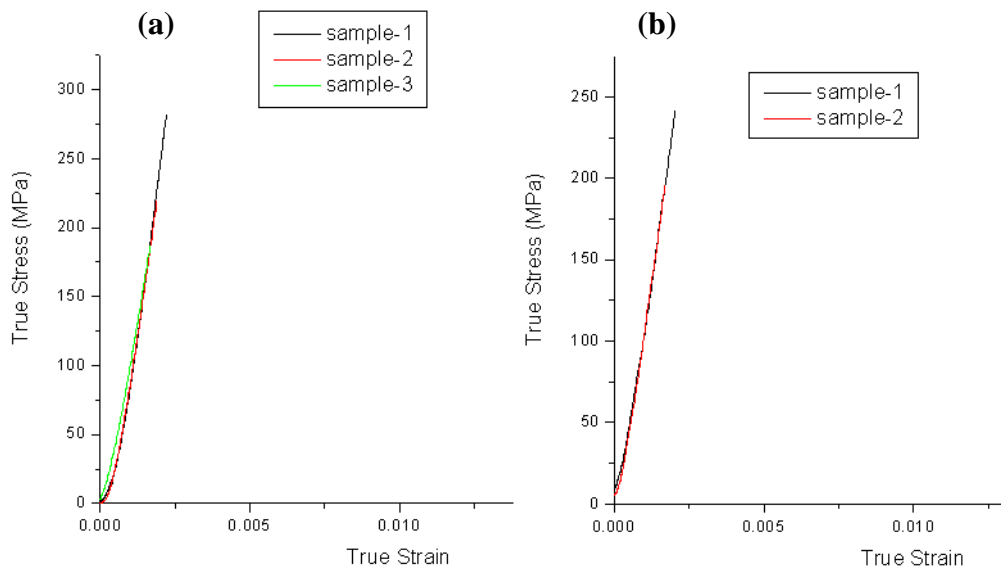 (a)
sample-1
sample-2
sample-3
True Stress (MPa)
300
250
200
150
100
50
0
0.000
0.005
0.010
True Strain
(b)
sample-1
sample-2
True Stress (MPa)
250
200
150
100
50
0
0.000
0.005
0.010
True Strain